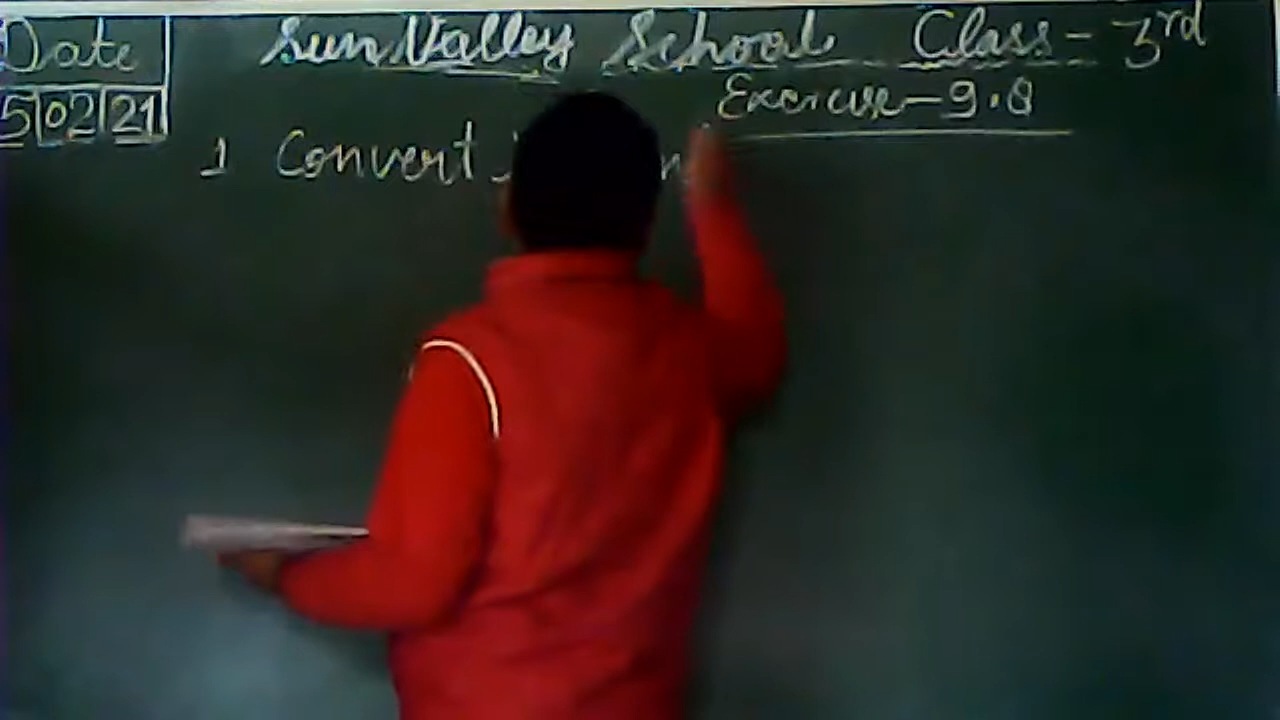 Date
Sun Valley School Class - 3rd
5 02 21
Exercise - 9.8
1 Convert